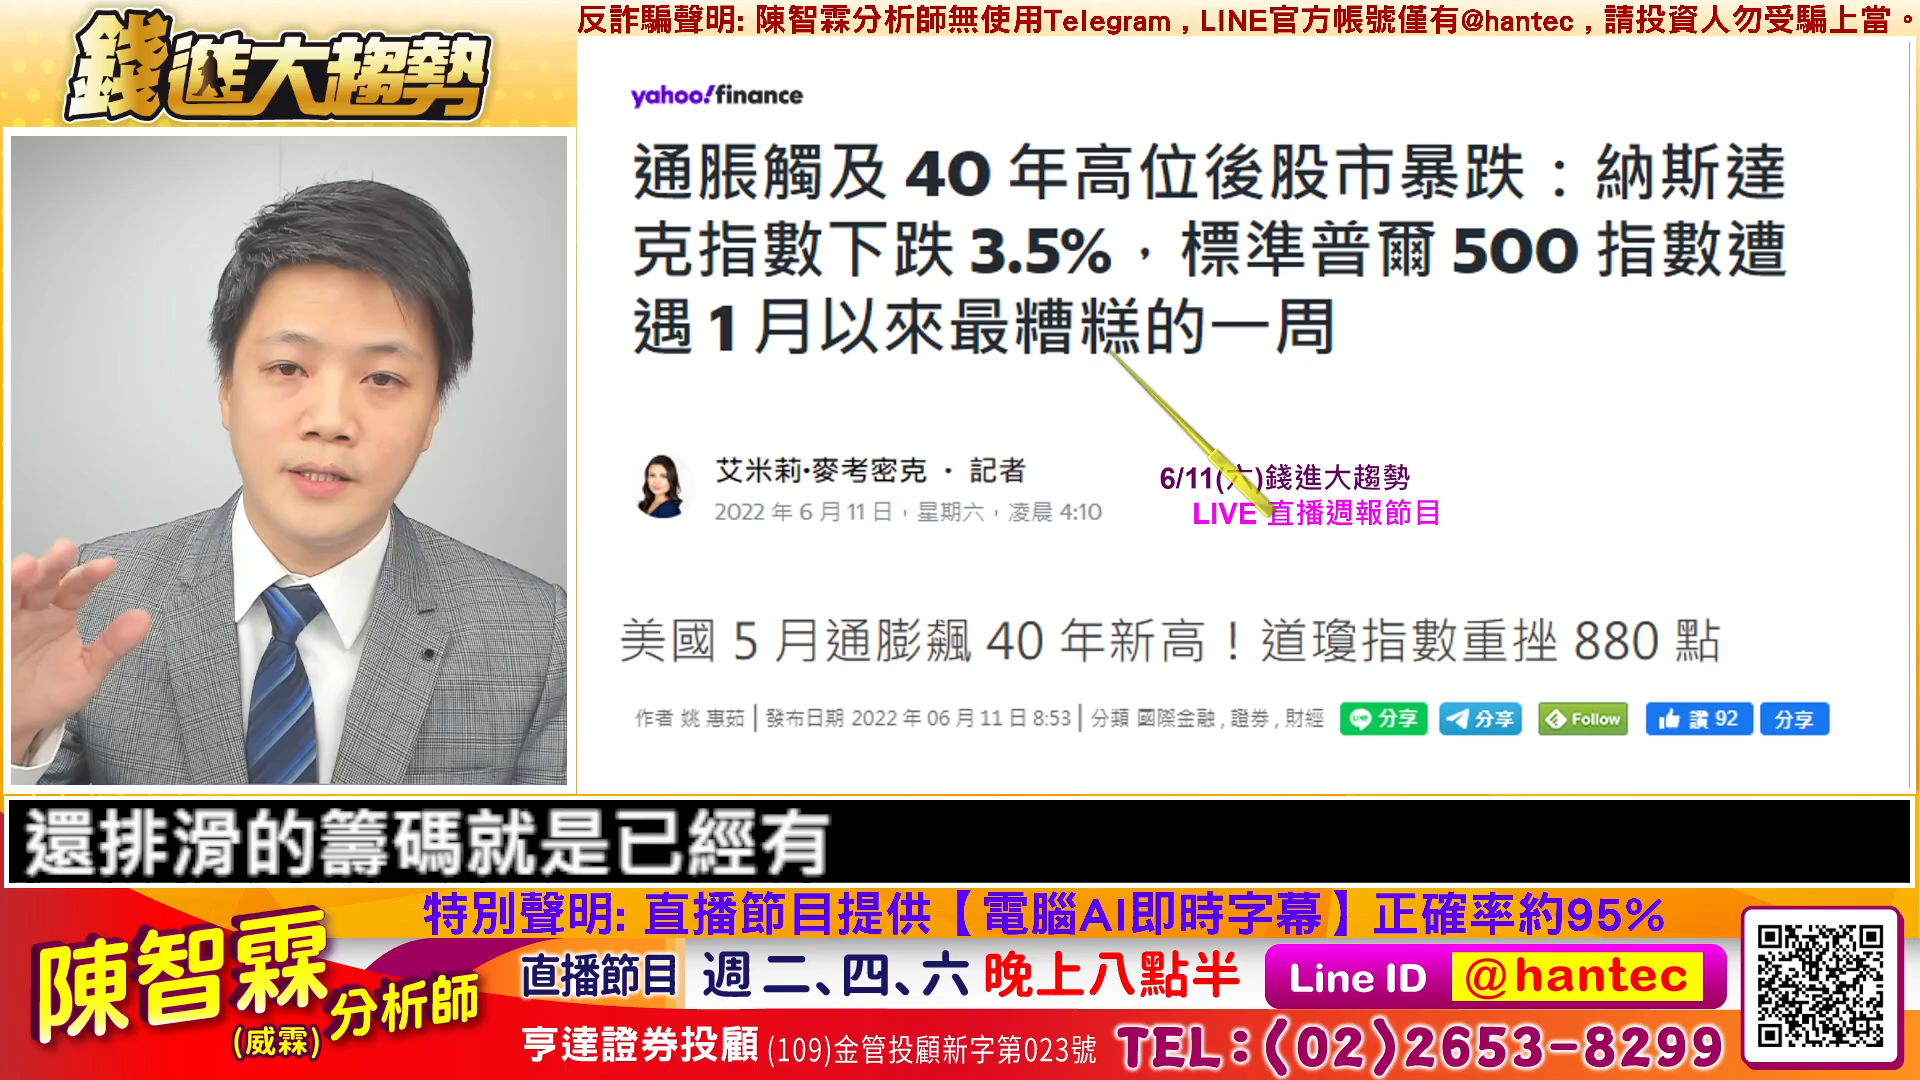 反詐騙聲明: 陳智霖分析師無使用Telegram , LINE官方帳號僅有@hantec , 請投資人勿受騙上當。
錢進大趨勢
yahoo!finance
通脹觸及 40 年高位後股市暴跌：納斯達
克指數下跌 3.5%，標準普爾 500 指數遭
遇 1 月以來最糟糕的一周
艾米莉·麥考密克 · 記者
2022 年 6 月 11 日，星期六，凌晨 4:10
6/11(六)錢進大趨勢
LIVE 直播週報節目
美國 5 月通膨飆 40 年新高！道瓊指數重挫 880 點
作者 姚 惠茹 | 發布日期 2022 年 06 月 11 日 8:53 | 分類 國際金融 , 證券 , 財經
分享
分享
Follow
讚 92
分享
還排滑的籌碼就是已經有
特別聲明: 直播節目提供【電腦AI即時字幕】正確率約95%
陳智霖
(威霖)
分析師
直播節目 週二、四、六 晚上八點半
Line ID @hantec
亨達證券投顧 (109)金管投顧新字第023號
TEL:(02)2653-8299